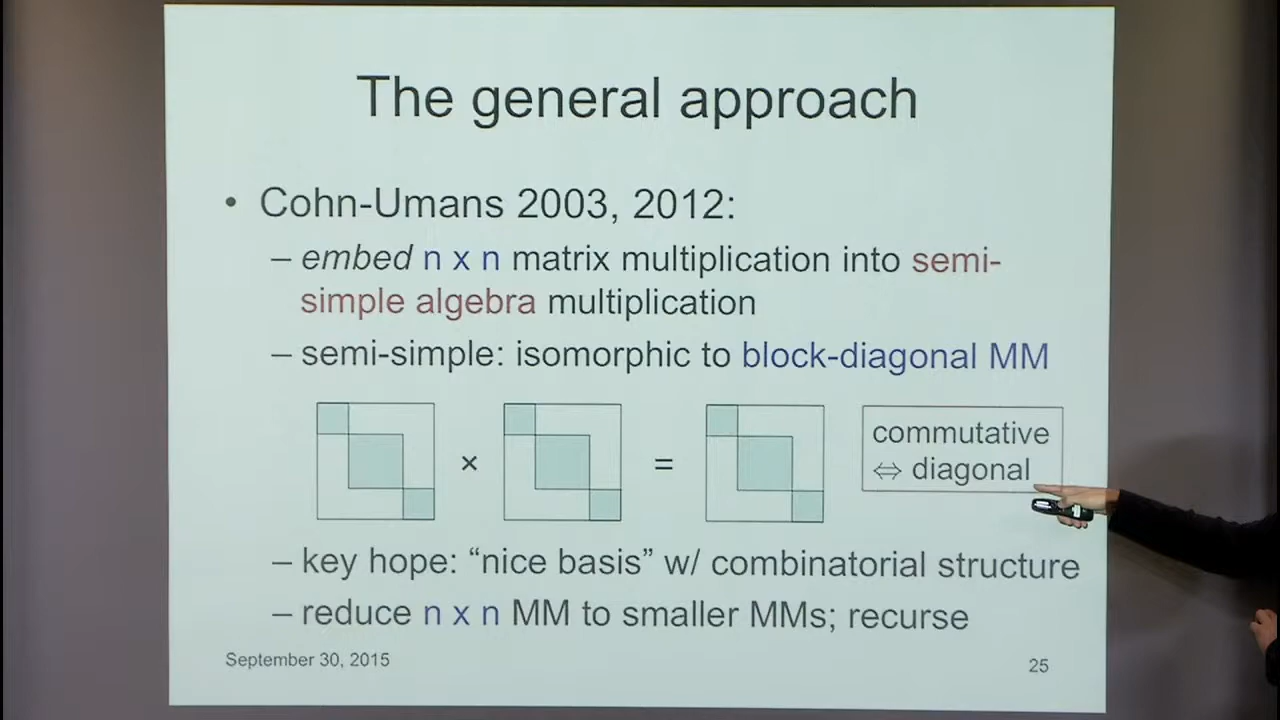 The general approach
• Cohn-Umans 2003, 2012:
– embed n x n matrix multiplication into semi-
simple algebra multiplication
– semi-simple: isomorphic to block-diagonal MM
× =
commutative
⇔ diagonal
– key hope: “nice basis” w/ combinatorial structure
– reduce n x n MM to smaller MMs; recurse
September 30, 2015
25